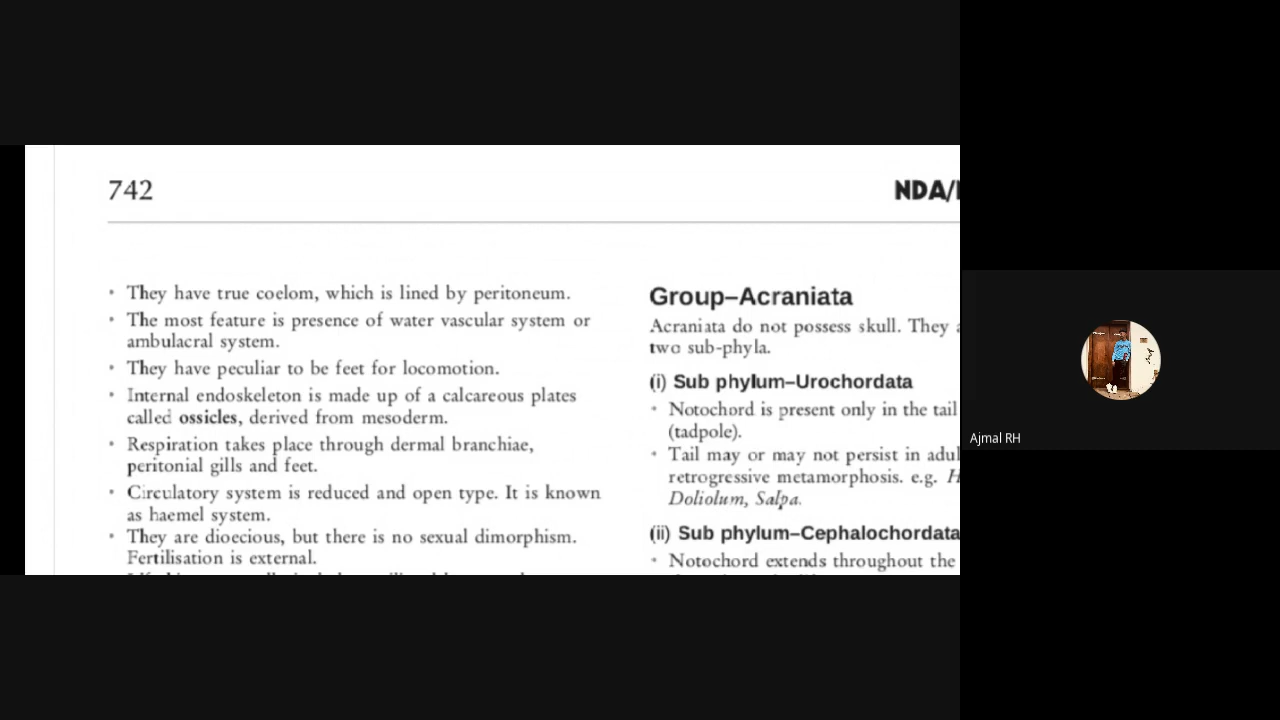 742
NDA/
They have true coelom, which is lined by peritoneum.
The most feature is presence of water vascular system or
ambulacral system.
They have peculiar to be feet for locomotion.
Internal endoskeleton is made up of a calcareous plates
called ossicles, derived from mesoderm.
Respiration takes place through dermal branchiae,
peritonial gills and feet.
Circulatory system is reduced and open type. It is known
as haemel system.
They are dioecious, but there is no sexual dimorphism.
Fertilisation is external.
Group–Acraniata
Acraniata do not possess skull. They
two sub-phyla.
(i) Sub phylum–Urochordata
Notochord is present only in the tail
(tadpole).
Tail may or may not persist in
retrogressive metamorphosis. e.g.
Doliolum, Salpa.
(ii) Sub phylum–Cephalochordata
Notochord extends throughout the
Ajmal RH